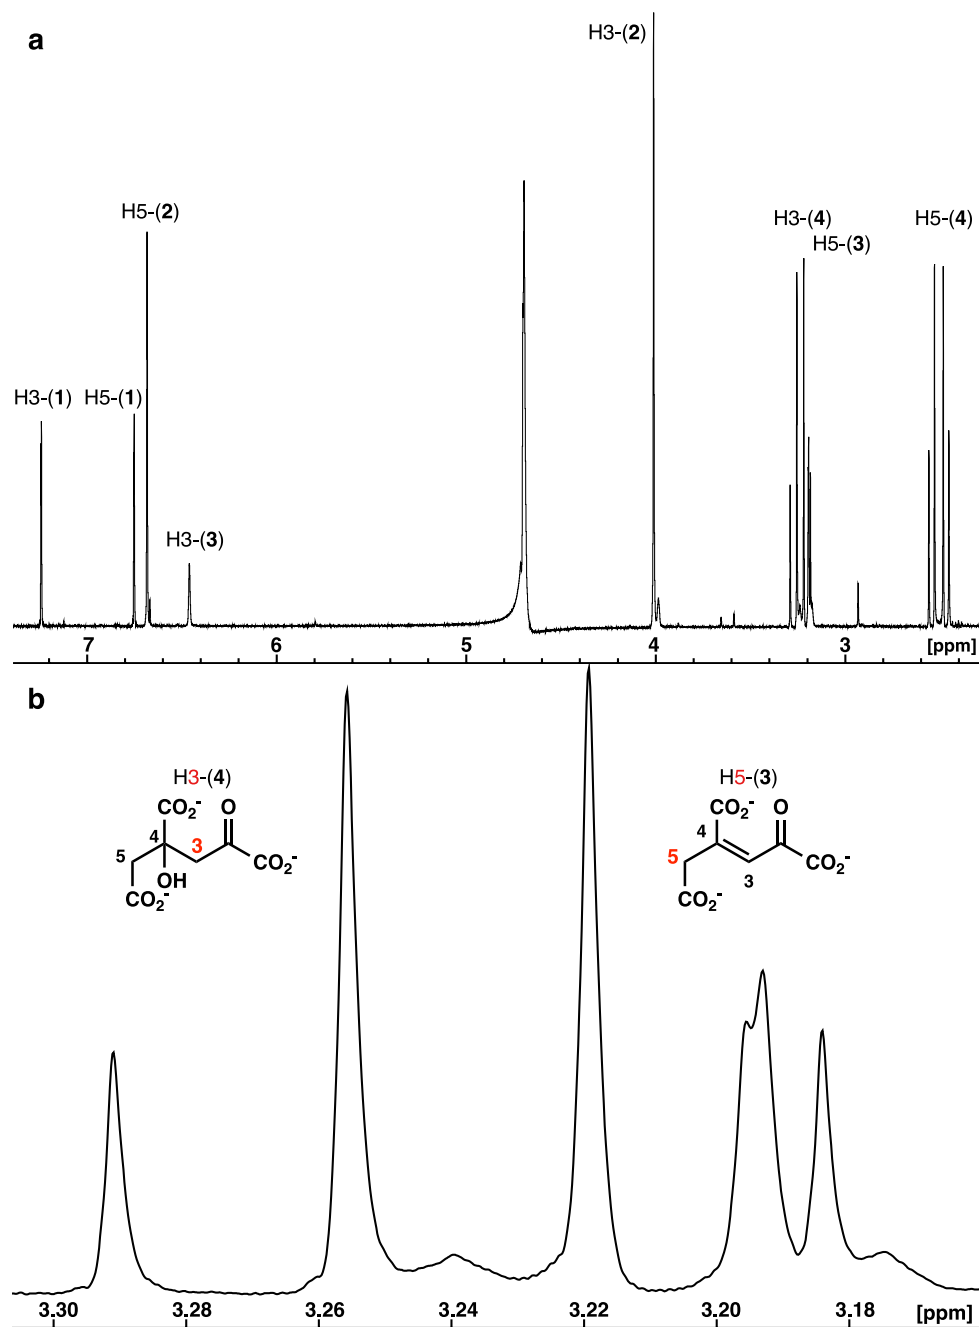 a
H3-(2)
H5-(2)
H3-(4)
H5-(4)
H5-(3)
H3-(1) H5-(1)
H3-(3)
7 6 5 4 3 [ppm]
b
H3-(4)
H5-(3)
CO2- O
CO2- O
4 3
5
CO2-
OH
CO2-
4
5
CO2-
3
CO2-
3.30 3.28 3.26 3.24 3.22 3.20 3.18 [ppm]